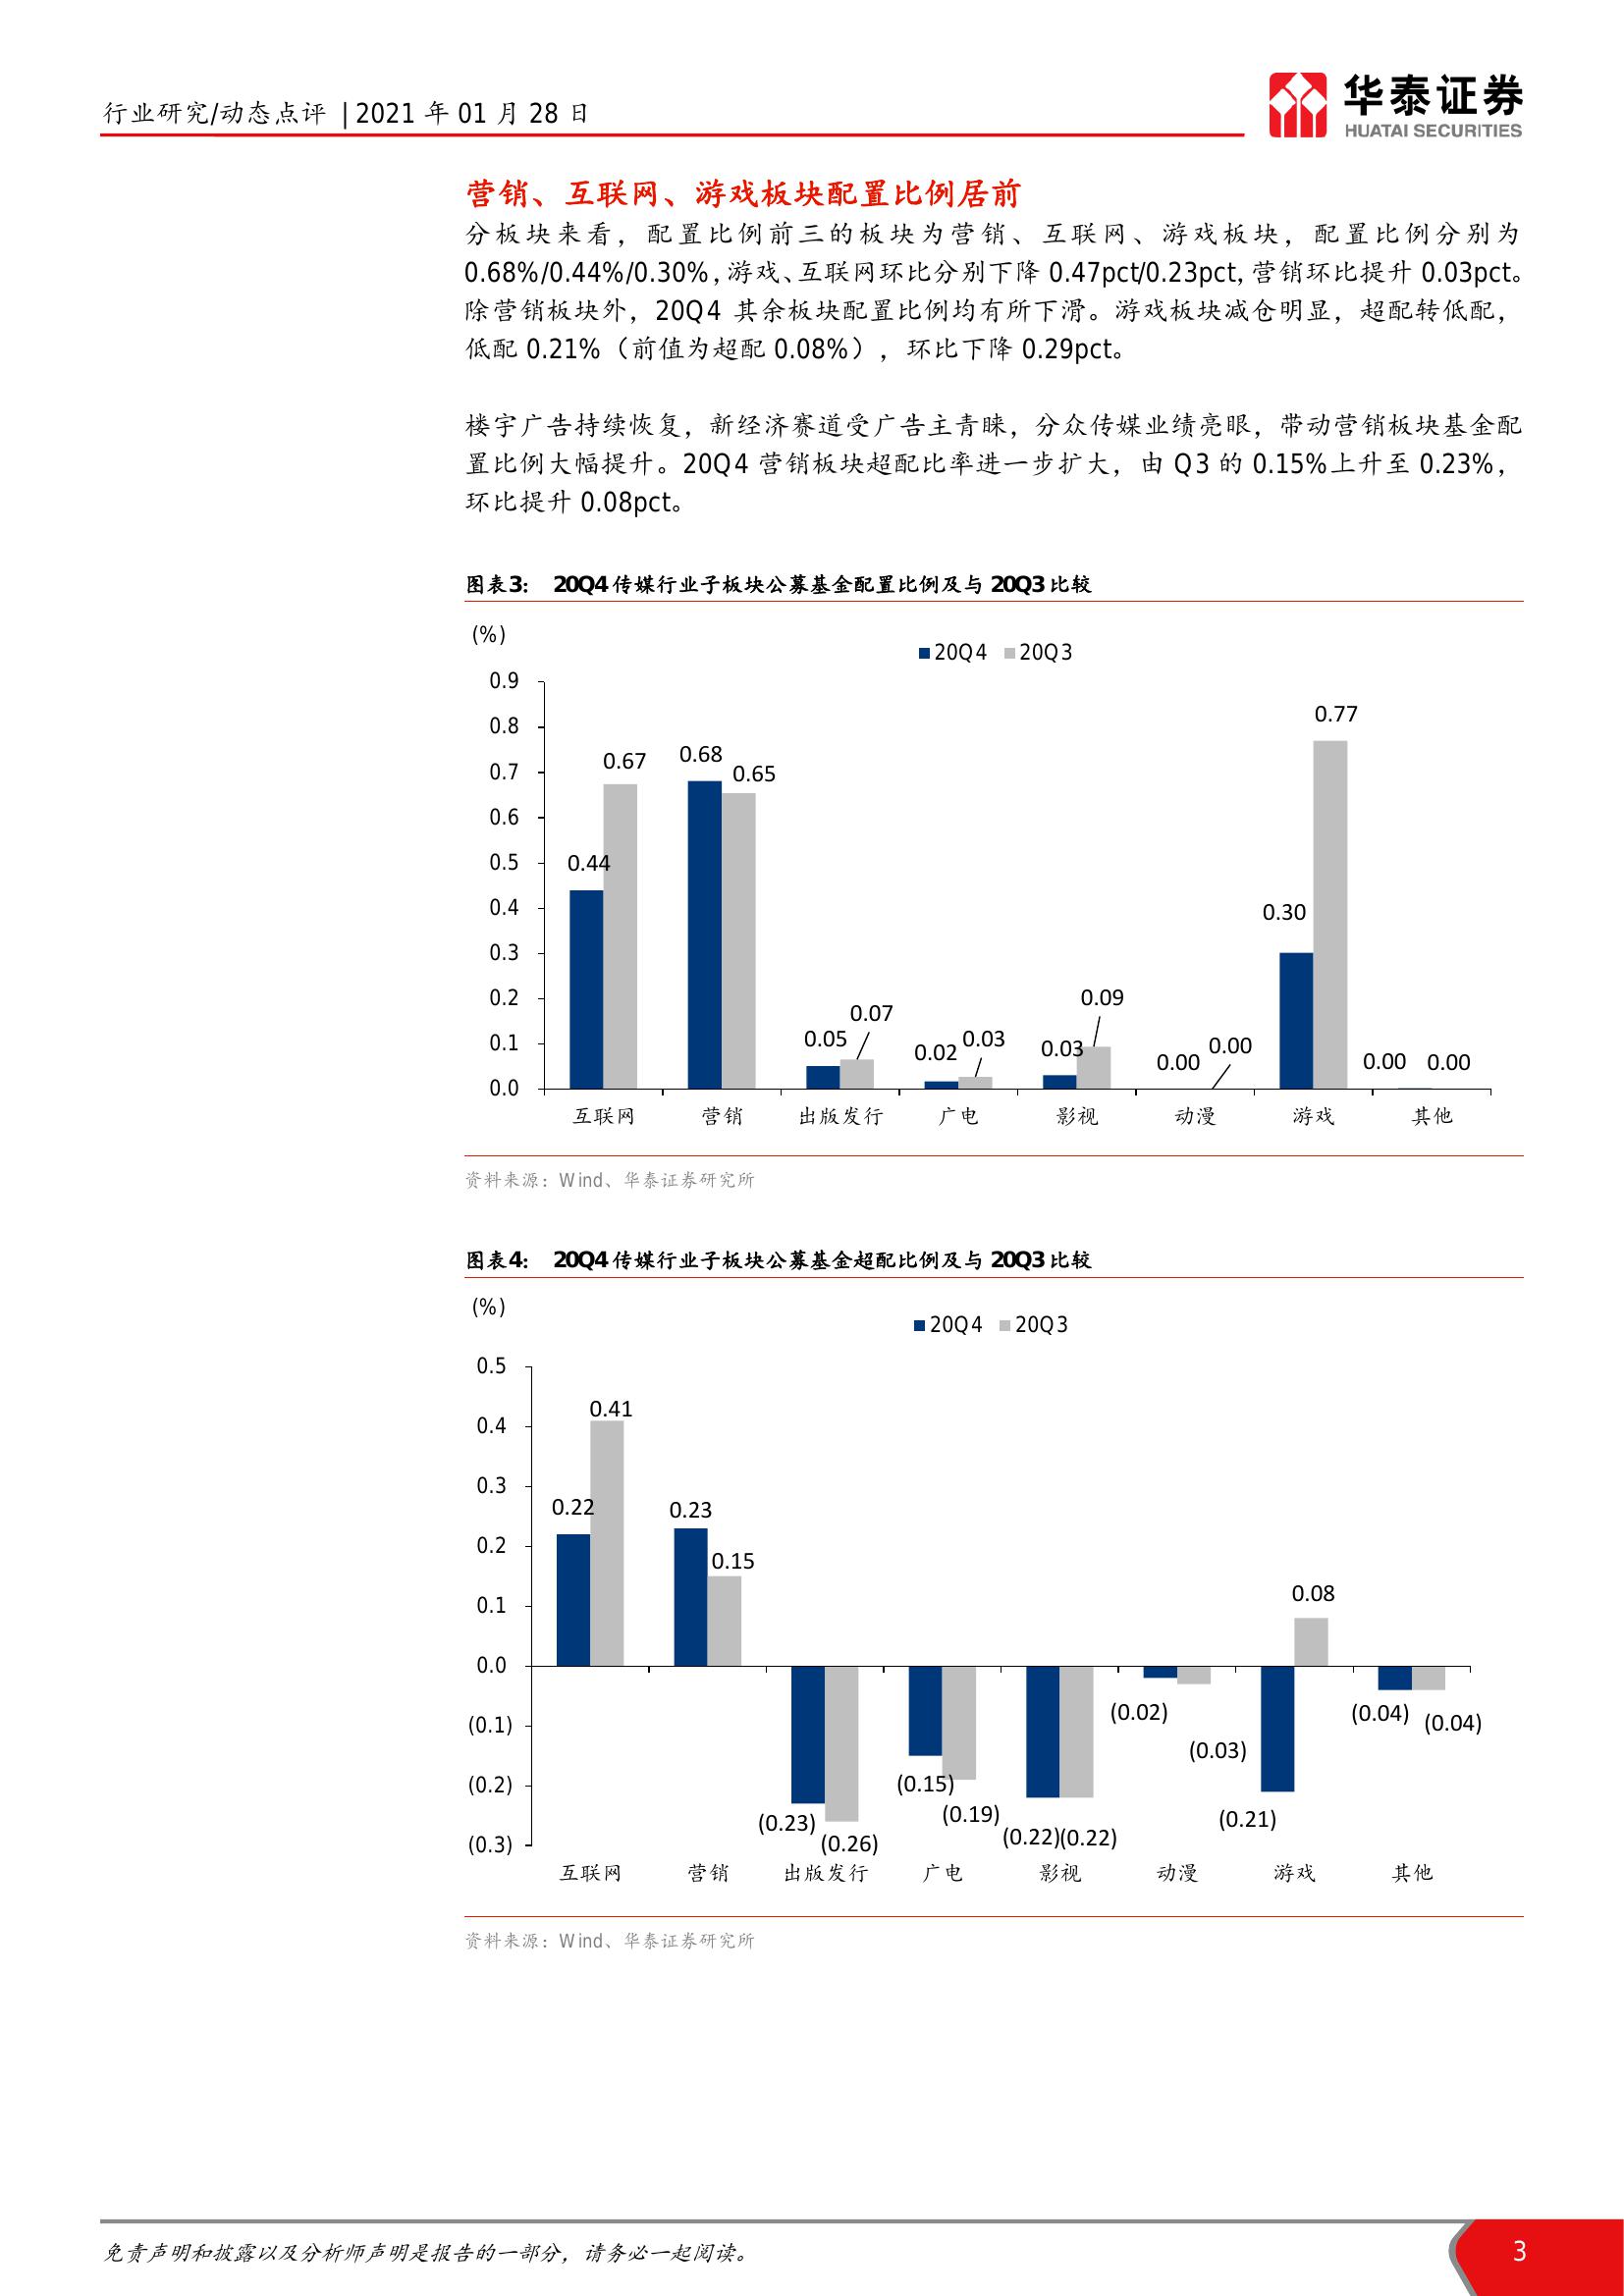 行业研究/动态点评 | 2021 年 01 月 28 日
华泰证券
HUATAI SECURITIES
营销、互联网、游戏板块配置比例居前
分板块来看，配置比例前三的板块为营销、互联网、游戏板块，配置比例分别为
0.68%/0.44%/0.30%，游戏、互联网环比分别下降 0.47pct/0.23pct，营销环比提升 0.03pct。
除营销板块外，20Q4 其余板块配置比例均有所下滑。游戏板块减仓明显，超配转低配，
低配 0.21%（前值为超配 0.08%），环比下降 0.29pct。
楼宇广告持续恢复，新经济赛道受广告主青睐，分众传媒业绩亮眼，带动营销板块基金配
置比例大幅提升。20Q4 营销板块超配比率进一步扩大，由 Q3 的 0.15%上升至 0.23%，
环比提升 0.08pct。
图表3： 20Q4 传媒行业子板块公募基金配置比例及与 20Q3 比较
(%)
20Q4 20Q3
0.9
0.8
0.7
0.6
0.5
0.4
0.3
0.2
0.1
0.0
0.44 0.67
0.68 0.65
0.05 0.07
0.02 0.03
0.03 0.09
0.00 0.00
0.30 0.77
0.00 0.00
互联网 营销 出版发行 广电 影视 动漫 游戏 其他
资料来源：Wind、华泰证券研究所
图表4： 20Q4 传媒行业子板块公募基金超配比例及与 20Q3 比较
(%)
20Q4 20Q3
0.5
0.4
0.3
0.2
0.1
0.0
(0.1)
(0.2)
(0.3)
0.22 0.41
0.23 0.15
(0.23) (0.26)
(0.15) (0.19)
(0.22) (0.22)
(0.02) (0.03)
(0.21) 0.08
(0.04) (0.04)
互联网 营销 出版发行 广电 影视 动漫 游戏 其他
资料来源：Wind、华泰证券研究所
免责声明和披露以及分析师声明是报告的一部分，请务必一起阅读。
3